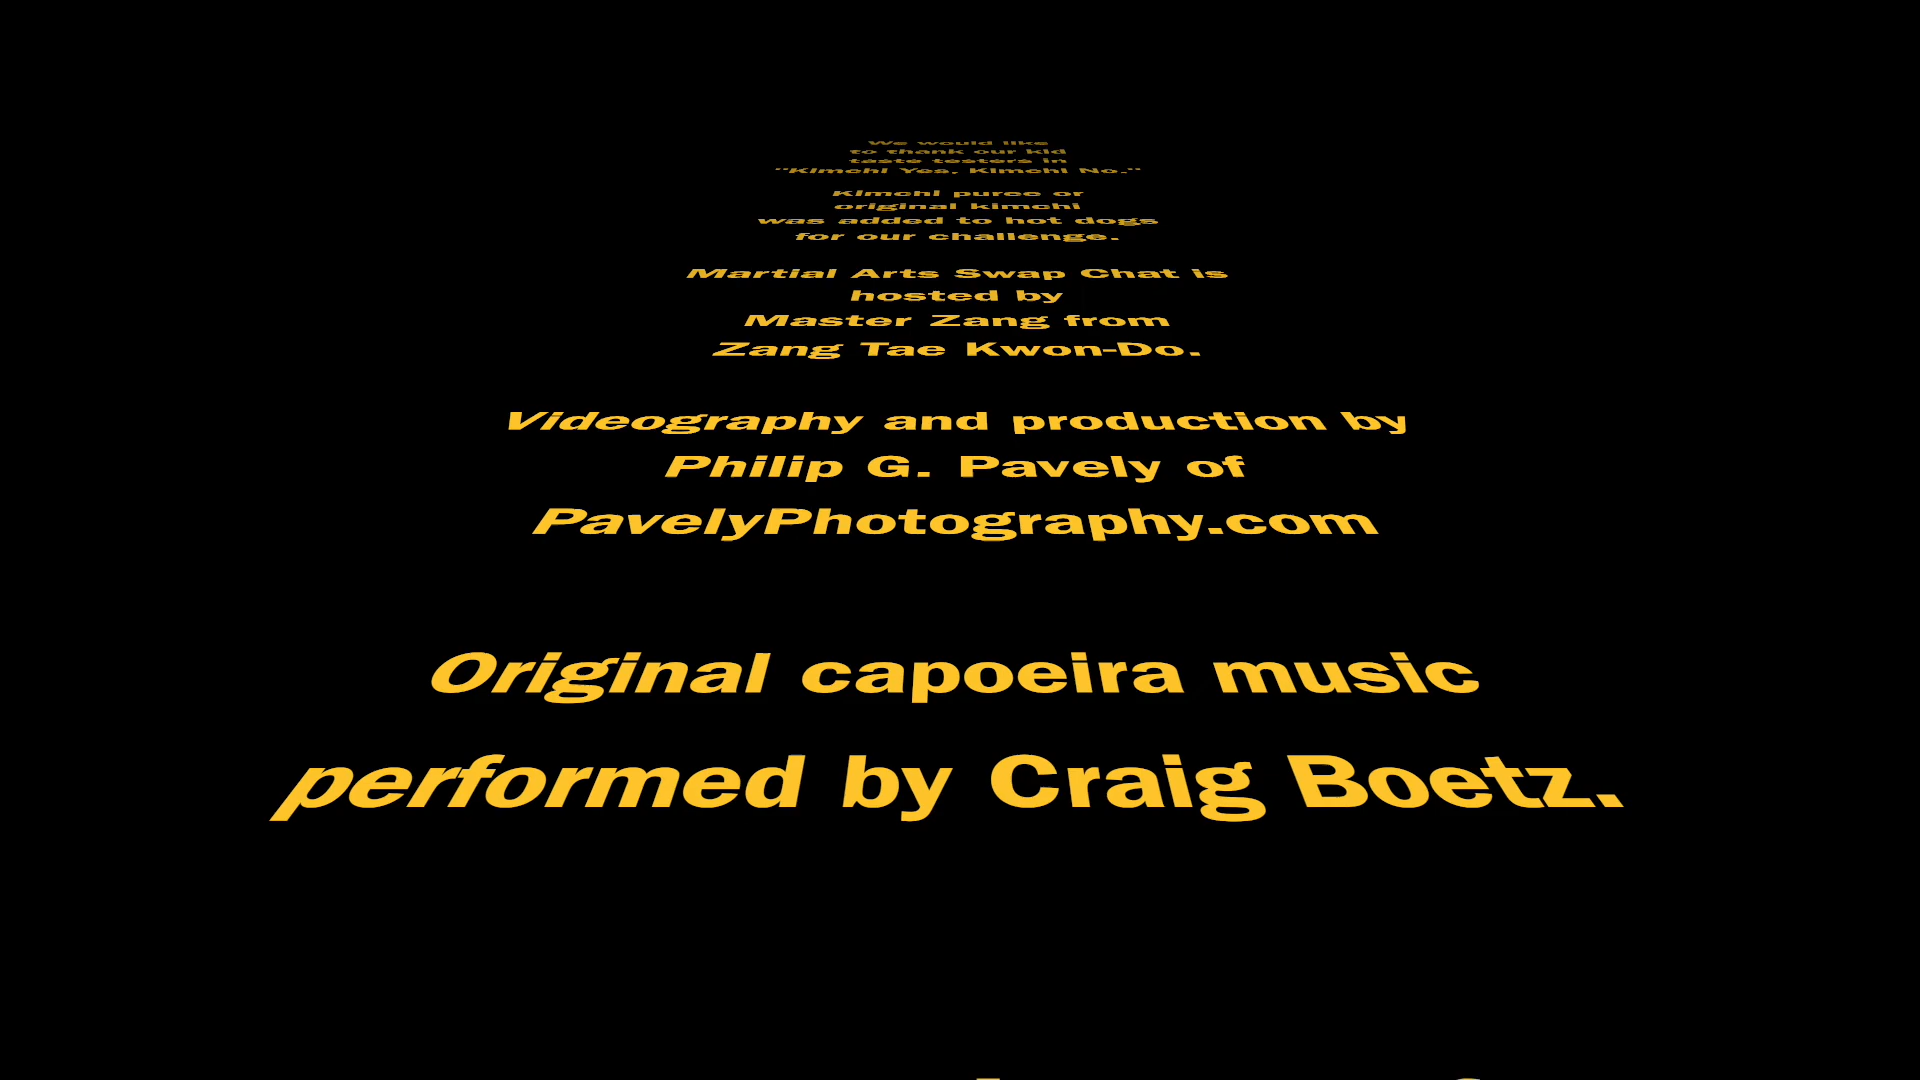 We would like
to thank our kid
taste testers in
"Kimchi Yes, Kimchi No."
Kimchi puree or
original kimchi
was added to hot dogs
for our challenge.
Martial Arts Swap Chat is
hosted by
Master Zang from
Zang Tae Kwon-Do.
Videography and production by
Philip G. Pavely of
PavelyPhotography.com
Original capoeira music
performed by Craig Boetz.